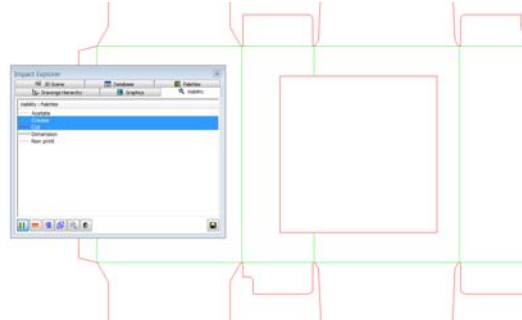 Impact Explorer
3D Scene
Database
Palettes
Drawings Hierarchy
Graphics
Visibility
Visibility : Palettes
Acetate
Crease
Cut
Dimension
Non print